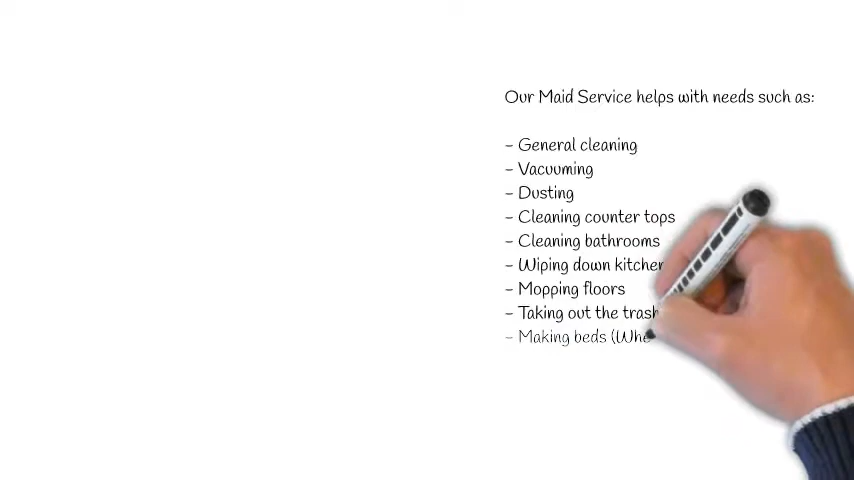 Our Maid Service helps with needs such as:
- General cleaning
- Vacuuming
- Dusting
- Cleaning counter tops
- Cleaning bathrooms
- Wiping down
- Mopping floors
- Taking out the trash
- Making beds